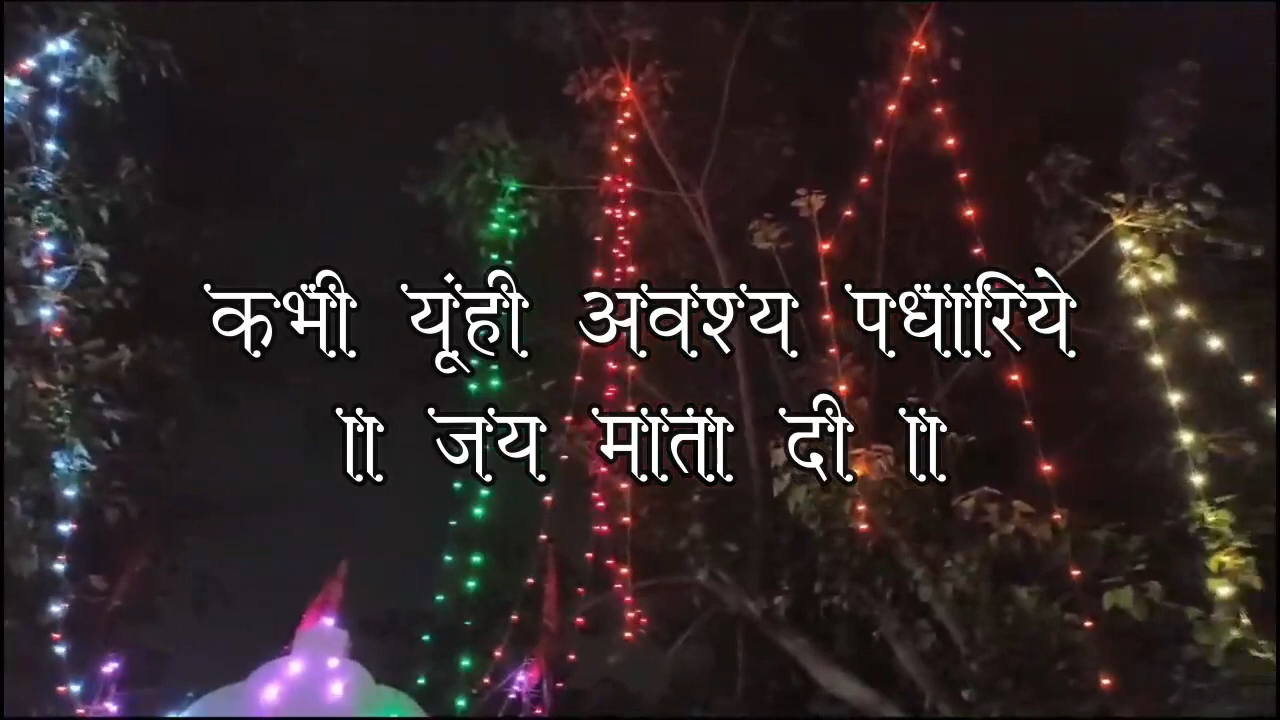 कभी यूंही अवश्य पधारिये
॥ जय माता दी ॥